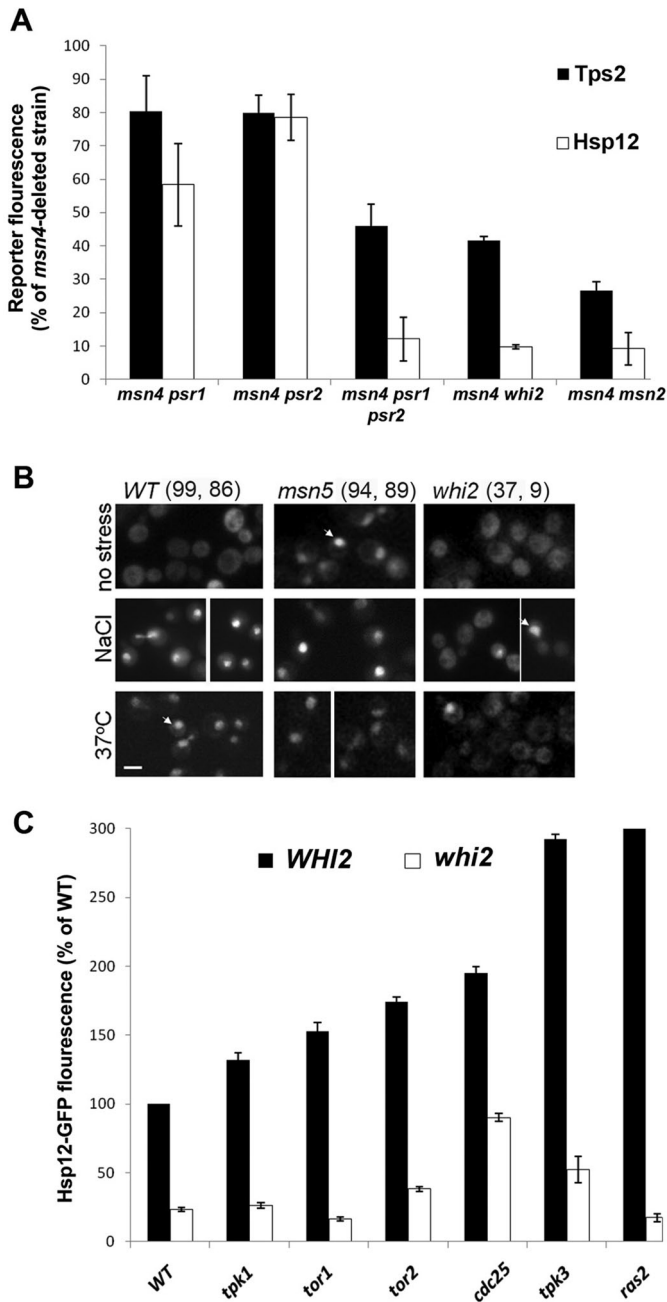 A
Reporter flourescence
(% of msn4-deleted strain)
100
90
80
70
60
50
40
30
20
10
0
Tps2
Hsp12
msn4 psr1
msn4 psr2
msn4 psr1
psr2
msn4 whi2
msn4 msn2
B
WT (99, 86)
msn5 (94, 89)
whi2 (37, 9)
no stress
NaCl
37ºC
C
Hsp12-GFP flourescence (% of WT)
300
250
200
150
100
50
0
WHI2
whi2
WT
tpk1
tor1
tor2
cdc25
tpk3
ras2